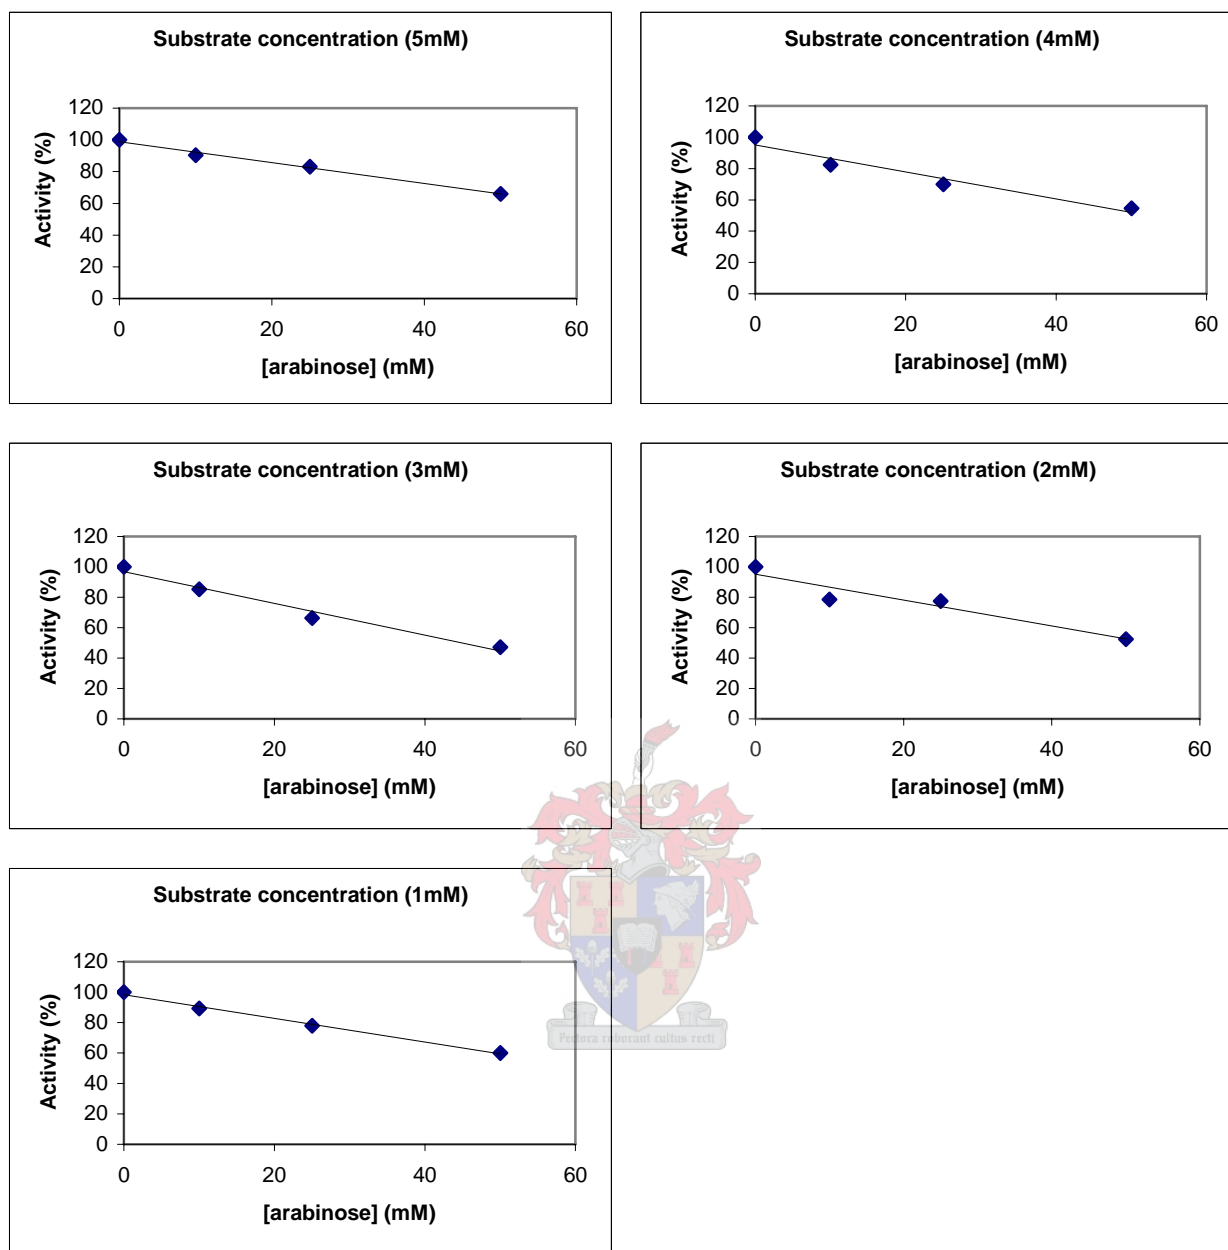 Substrate concentration (5mM)
120
100
80
60
40
20
0
Activity (%)
0 20 40 60
[arabinose] (mM)
Substrate concentration (4mM)
120
100
80
60
40
20
0
Activity (%)
0 20 40 60
[arabinose] (mM)
Substrate concentration (3mM)
120
100
80
60
40
20
0
Activity (%)
0 20 40 60
[arabinose] (mM)
Substrate concentration (2mM)
120
100
80
60
40
20
0
Activity (%)
0 20 40 60
[arabinose] (mM)
Substrate concentration (1mM)
120
100
80
60
40
20
0
Activity (%)
0 20 40 60
[arabinose] (mM)
Pectora roborant cultus recti